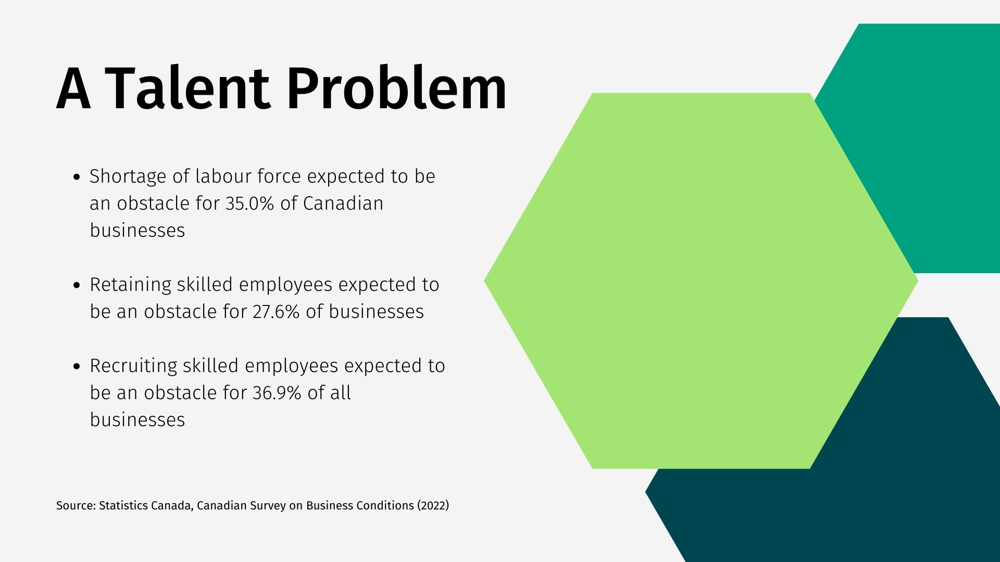 A Talent Problem
• Shortage of labour force expected to be
an obstacle for 35.0% of Canadian
businesses
• Retaining skilled employees expected to
be an obstacle for 27.6% of businesses
• Recruiting skilled employees expected to
be an obstacle for 36.9% of all
businesses
Source: Statistics Canada, Canadian Survey on Business Conditions (2022)